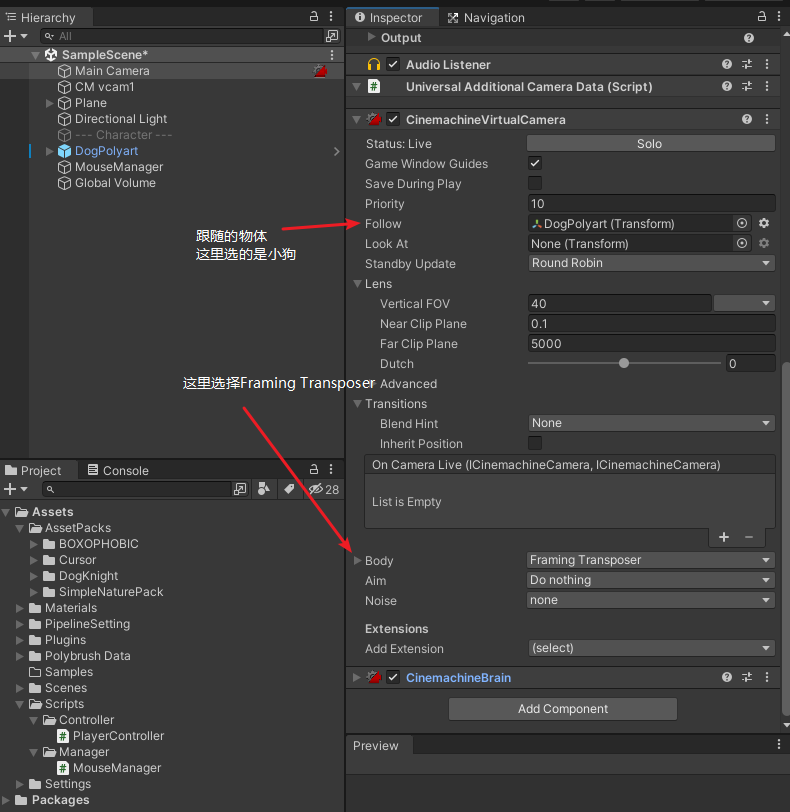 Hierarchy
All
SampleScene*
Main Camera
CM vcam1
Plane
Directional Light
--- Character ---
DogPolyart
MouseManager
Global Volume
跟随的物体
这里选的是小狗
这里选择Framing Transposer
Project
Console
28
Assets
AssetPacks
BOXOPHOBIC
Cursor
DogKnight
SimpleNaturePack
Materials
PipelineSetting
Plugins
Polybrush Data
Samples
Scenes
Scripts
Controller
PlayerController
Manager
MouseManager
Settings
Packages
Inspector
Navigation
Output
Audio Listener
# Universal Additional Camera Data (Script)
CinemachineVirtualCamera
Status: Live Solo
Game Window Guides
Save During Play
Priority 10
Follow DogPolyart (Transform)
Look At None (Transform)
Standby Update Round Robin
Lens
Vertical FOV 40
Near Clip Plane 0.1
Far Clip Plane 5000
Dutch 0
Advanced
Transitions
Blend Hint None
Inherit Position
On Camera Live (ICinemachineCamera, ICinemachineCamera)
List is Empty
+ −
Body Framing Transposer
Aim Do nothing
Noise none
Extensions
Add Extension (select)
CinemachineBrain
Add Component
Preview